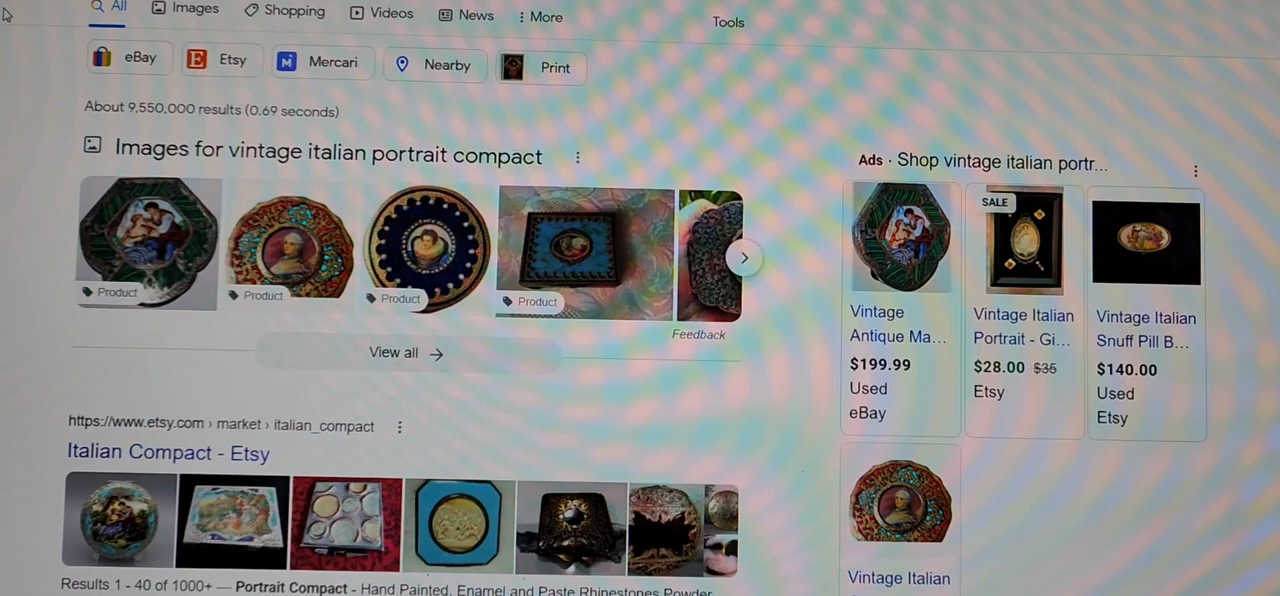 All Images Shopping Videos News More Tools
eBay Etsy Mercari Nearby Print
About 9,550,000 results (0.69 seconds)
Images for vintage italian portrait compact
Product
Product
Product
Product
Feedback
View all
https://www.etsy.com › market › italian_compact
Italian Compact - Etsy
Results 1 - 40 of 1000+ — Portrait Compact - Hand Painted, Enamel and Paste Rhinestones Powder
Ads · Shop vintage italian portr...
Vintage
Antique Ma...
$199.99
Used
eBay
SALE
Vintage Italian
Portrait - Gi...
$28.00 $35
Etsy
Vintage Italian
Snuff Pill B...
$140.00
Used
Etsy
Vintage Italian